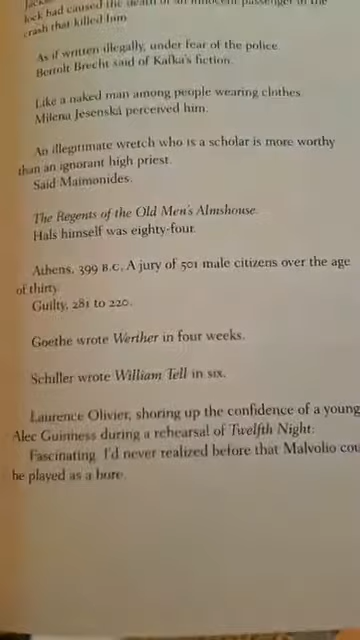 lock had caused the death of an innocent passenger in the
crash that killed him.
As if written illegally, under fear of the police.
Bertolt Brecht said of Kafka's fiction.
Like a naked man among people wearing clothes.
Milena Jesenská perceived him.
An illegitimate wretch who is a scholar is more worthy
than an ignorant high priest.
Said Maimonides.
The Regents of the Old Men's Almshouse.
Hals himself was eighty-four.
Athens, 399 B.C. A jury of 501 male citizens over the age
of thirty.
Guilty, 281 to 220.
Goethe wrote Werther in four weeks.
Schiller wrote William Tell in six.
Laurence Olivier, shoring up the confidence of a young
Alec Guinness during a rehearsal of Twelfth Night:
Fascinating. I'd never realized before that Malvolio cou
be played as a bore.